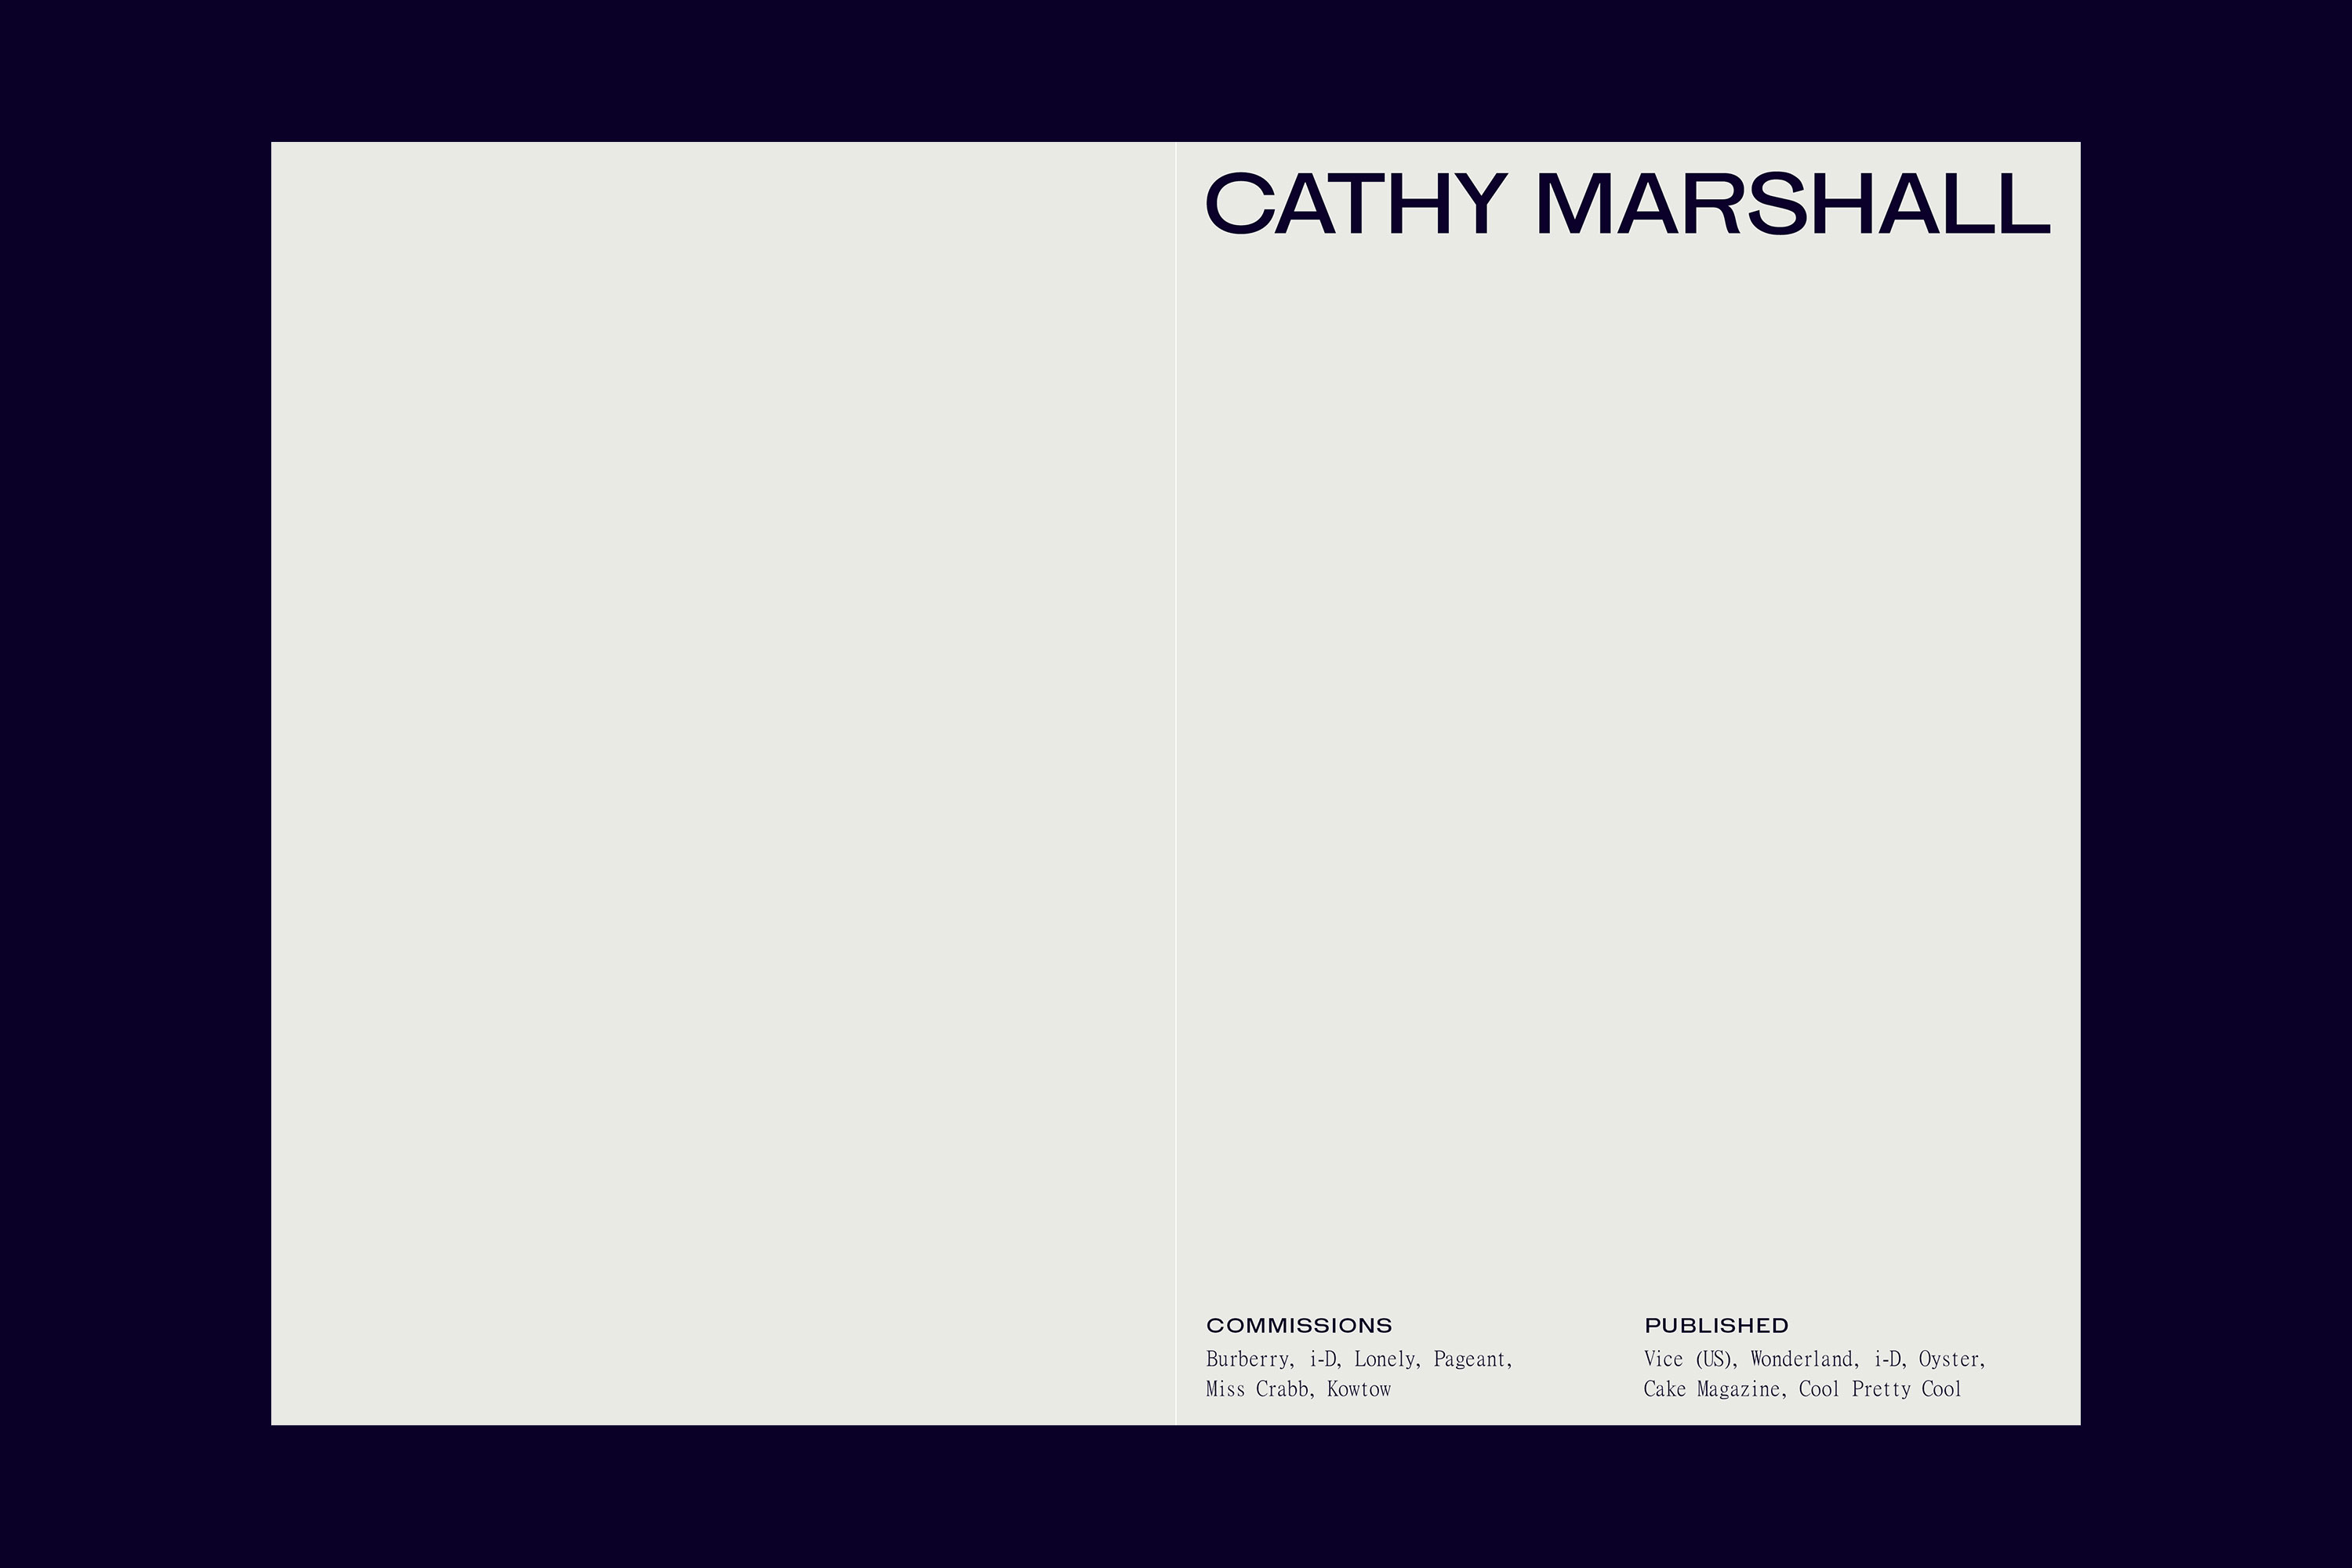 CATHY MARSHALL
COMMISSIONS
Burberry, i-D, Lonely, Pageant,
Miss Crabb, Kowtow
PUBLISHED
Vice (US), Wonderland, i-D, Oyster,
Cake Magazine, Cool Pretty Cool